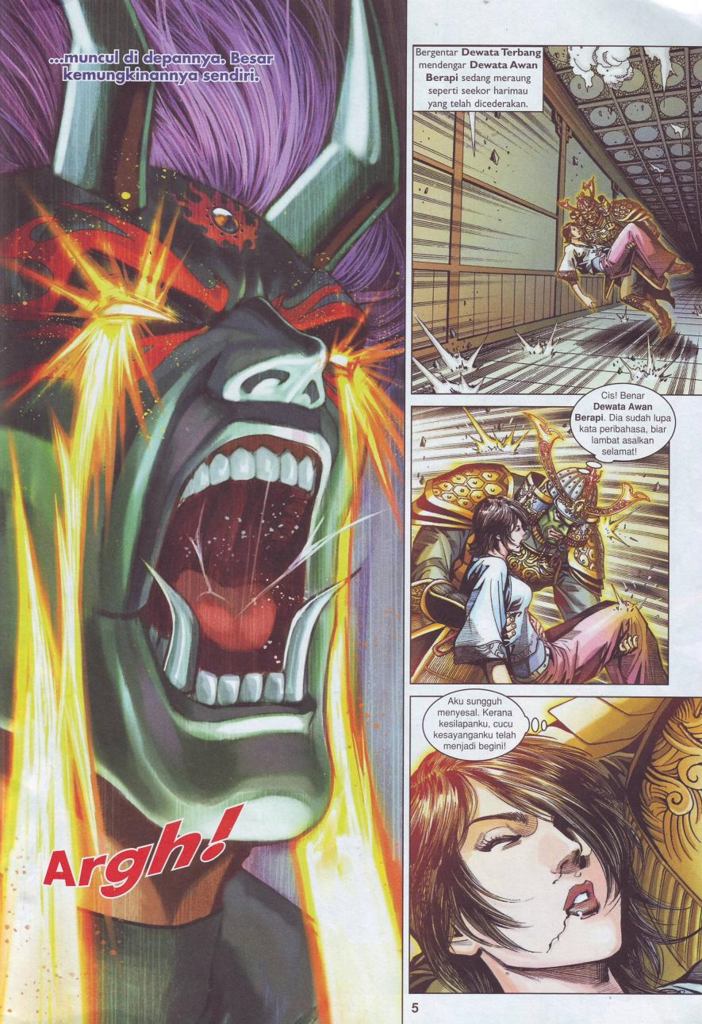 ...muncul di depannya. Besar
kemungkinannya sendiri.
Argh!
Bergentar Dewata Terbang
mendengar Dewata Awan
Berapi sedang meraung
seperti seekor harimau
yang telah dicederakan.
Cis! Benar
Dewata Awan
Berapi. Dia sudah lupa
kata peribahasa, biar
lambat asalkan
selamat!
Aku sungguh
menyesal. Kerana
kesilapanku, cucu
kesayanganku telah
menjadi begini!
5